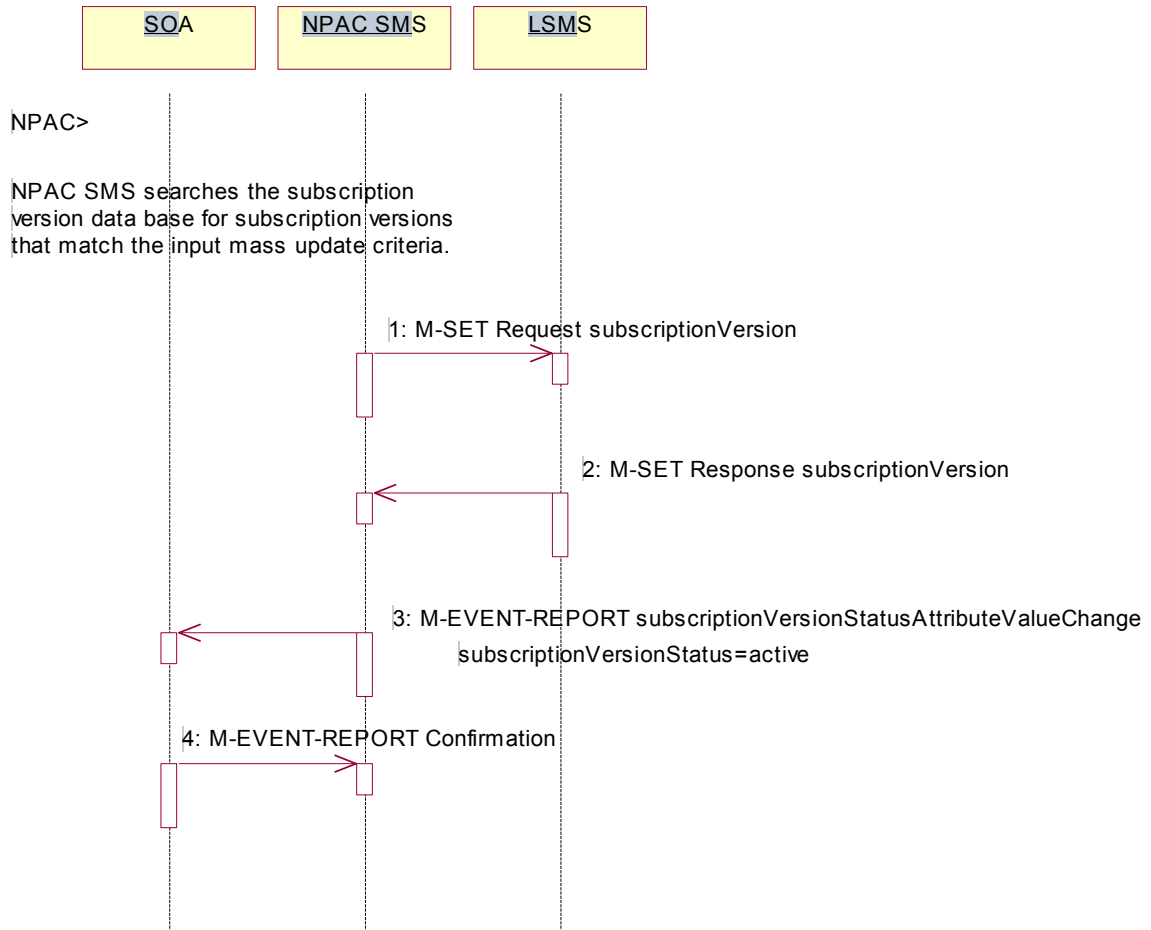 SOA
NPAC SMS
LSMS
NPAC>
NPAC SMS searches the subscription
version data base for subscription versions
that match the input mass update criteria.
1: M-SET Request subscriptionVersion
2: M-SET Response subscriptionVersion
3: M-EVENT-REPORT subscriptionVersionStatusAttributeValueChange
subscriptionVersionStatus=active
4: M-EVENT-REPORT Confirmation